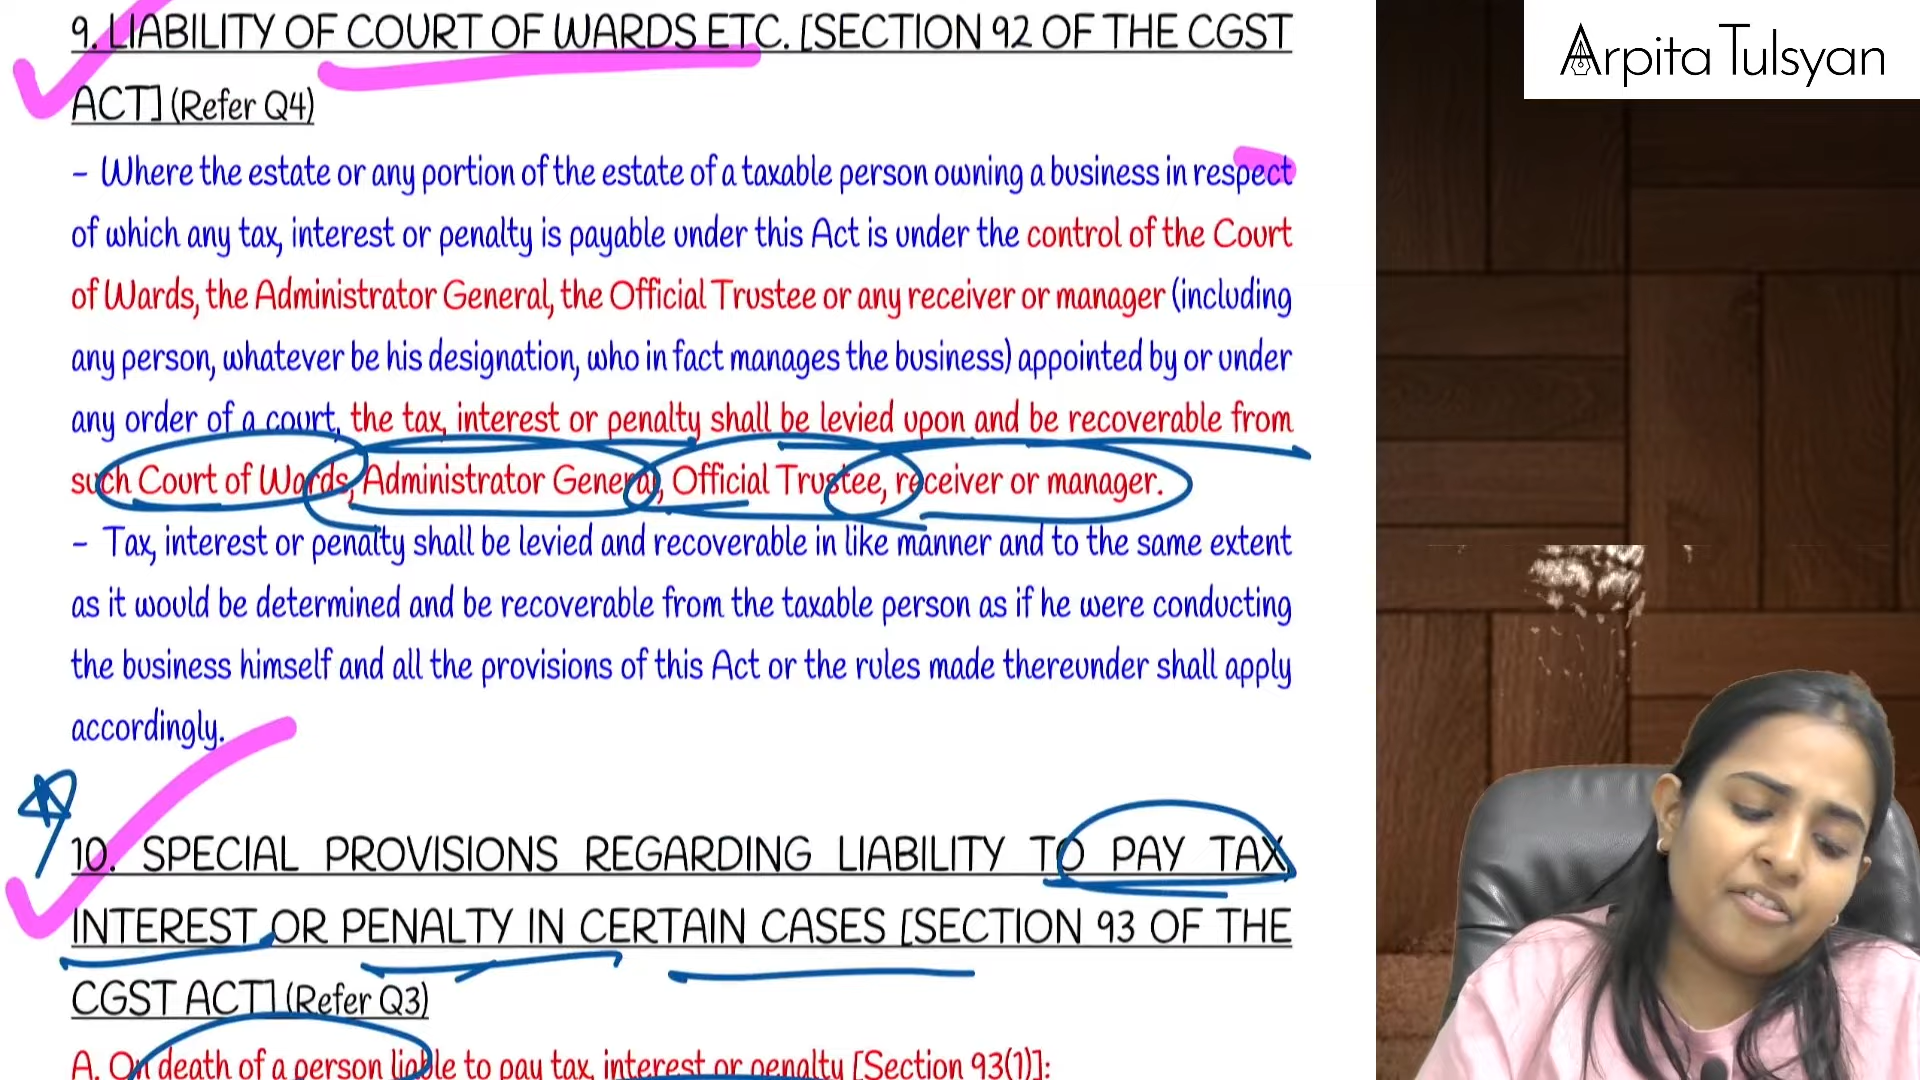 9. LIABILITY OF COURT OF WARDS ETC. [SECTION 92 OF THE CGST
ACT] (Refer Q4)
- Where the estate or any portion of the estate of a taxable person owning a business in respect
of which any tax, interest or penalty is payable under this Act is under the control of the Court
of Wards, the Administrator General, the Official Trustee or any receiver or manager (including
any person, whatever be his designation, who in fact manages the business) appointed by or under
any order of a court, the tax, interest or penalty shall be levied upon and be recoverable from
such Court of Wards, Administrator General, Official Trustee, receiver or manager.
- Tax, interest or penalty shall be levied and recoverable in like manner and to the same extent
as it would be determined and be recoverable from the taxable person as if he were conducting
the business himself and all the provisions of this Act or the rules made thereunder shall apply
accordingly.
10. SPECIAL PROVISIONS REGARDING LIABILITY TO PAY TAX,
INTEREST OR PENALTY IN CERTAIN CASES [SECTION 93 OF THE
CGST ACT] (Refer Q3)
A. On death of a person liable to pay tax, interest or penalty [Section 93(1)]:
Arpita Tulsyan